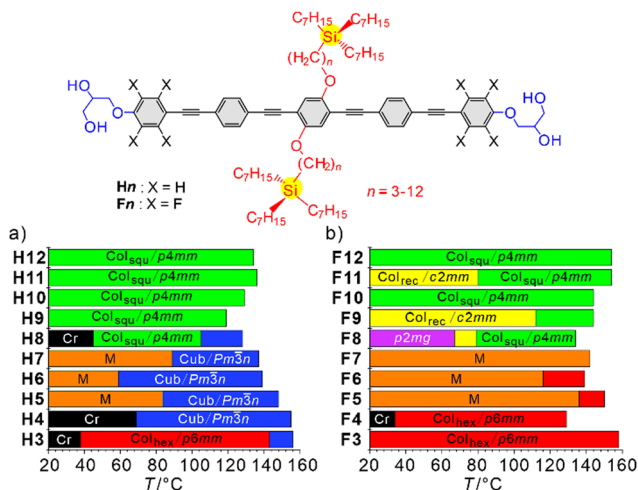 C₇H₁₅ C₇H₁₅
C₇H₁₅ Si
(H₂C)n
O
X X X X
HO O O OH
HO X X X X OH
O
(CH₂)n
Hn: X = H
Fn: X = F
C₇H₁₅ Si
C₇H₁₅ C₇H₁₅
n = 3-12
a) b)
H12 Colsqu/p4mm
H11 Colsqu/p4mm
H10 Colsqu/p4mm
H9 Colsqu/p4mm
H8 Cr Colsqu/p4mm
H7 M Cub/Pm3̅n
H6 M Cub/Pm3̅n
H5 M Cub/Pm3̅n
H4 Cr Cub/Pm3̅n
H3 Cr Colhex/p6mm
20 40 60 80 100 120 140 160
T/°C
F12 Colsqu/p4mm
F11 Colrec/c2mm Colsqu/p4mm
F10 Colsqu/p4mm
F9 Colrec/c2mm
F8 p2mg Colsqu/p4mm
F7 M
F6 M
F5 M
F4 Cr Colhex/p6mm
F3 Colhex/p6mm
20 40 60 80 100 120 140 160
T/°C